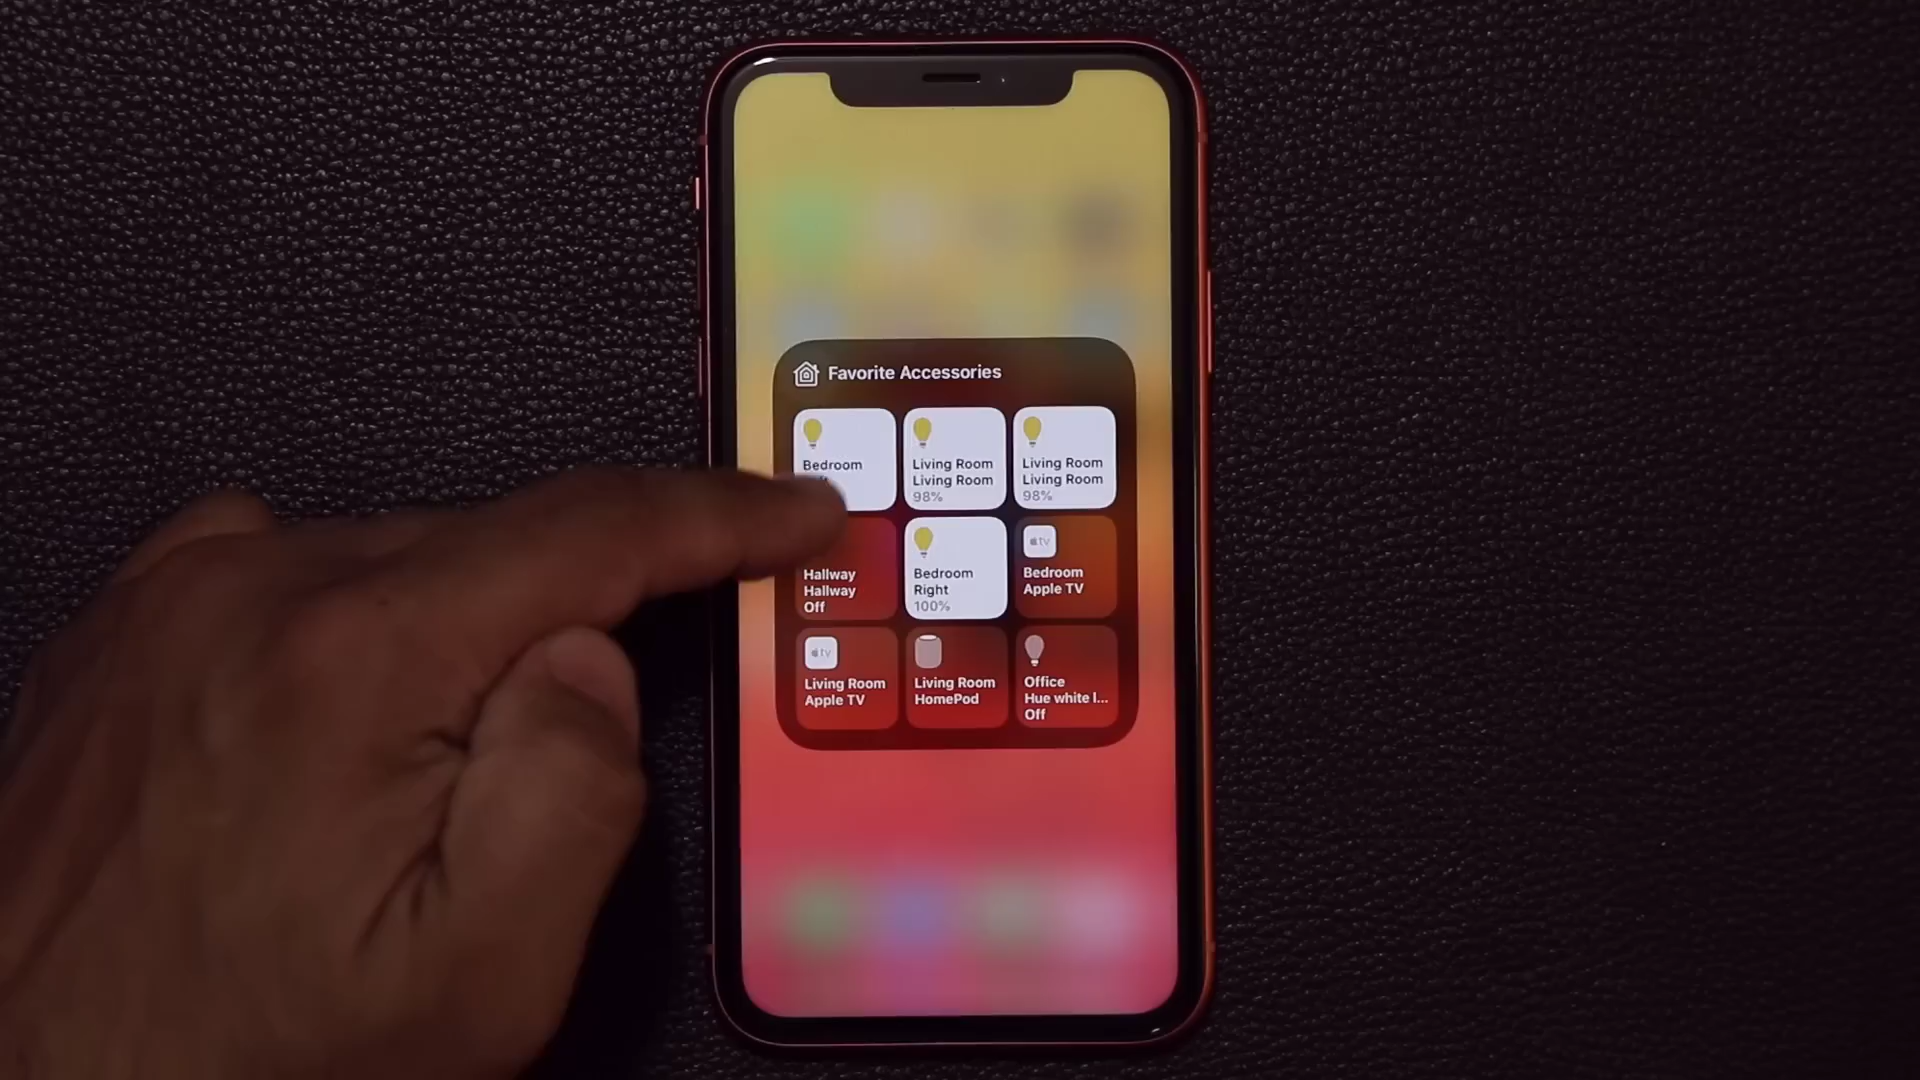 Favorite Accessories
Bedroom
Living Room
Living Room
98%
Living Room
Living Room
98%
Hallway
Hallway
Off
Bedroom
Right
100%
tv
Bedroom
Apple TV
tv
Living Room
Apple TV
Living Room
HomePod
Office
Hue white l...
Off